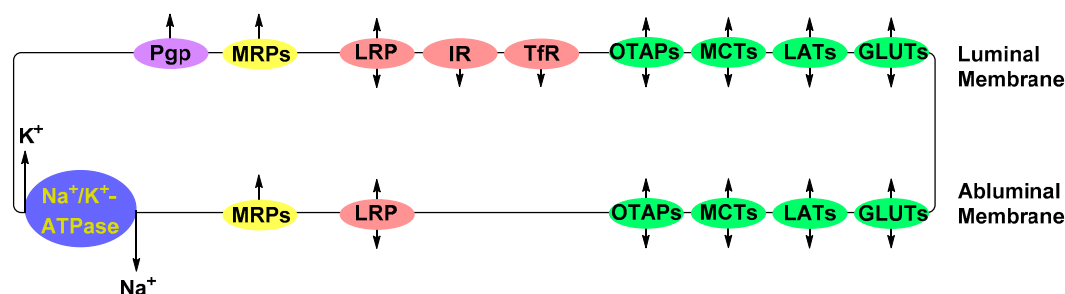 Pgp
MRPs
LRP
IR
TfR
OTAPs
MCTs
LATs
GLUTs
Luminal
Membrane
K+
Na+/K+-
ATPase
MRPs
LRP
OTAPs
MCTs
LATs
GLUTs
Abluminal
Membrane
Na+